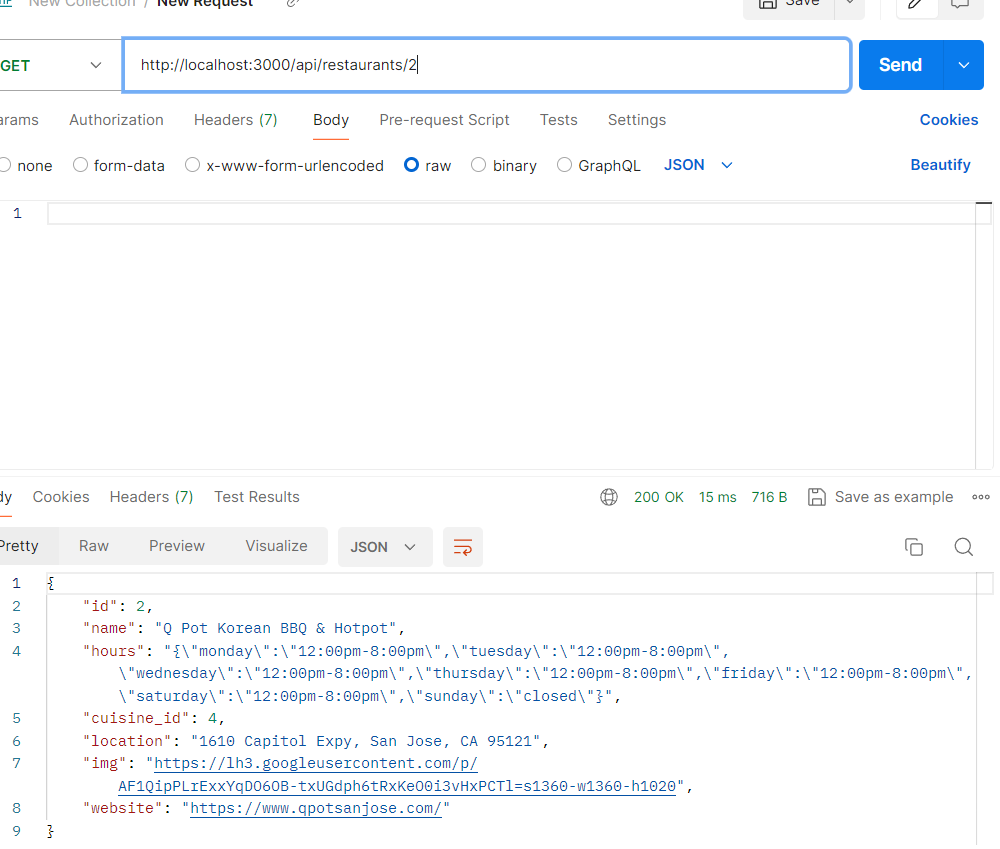 New Collection / New Request
Save
GET
http://localhost:3000/api/restaurants/2
Send
arams Authorization Headers (7) Body Pre-request Script Tests Settings Cookies
none form-data x-www-form-urlencoded raw binary GraphQL JSON Beautify
1
dy Cookies Headers (7) Test Results 200 OK 15 ms 716 B Save as example
Pretty Raw Preview Visualize JSON
1 {
2 "id": 2,
3 "name": "Q Pot Korean BBQ & Hotpot",
4 "hours": "{\"monday\":\"12:00pm-8:00pm\",\"tuesday\":\"12:00pm-8:00pm\",
\"wednesday\":\"12:00pm-8:00pm\",\"thursday\":\"12:00pm-8:00pm\",\"friday\":\"12:00pm-8:00pm\",
\"saturday\":\"12:00pm-8:00pm\",\"sunday\":\"closed\"}",
5 "cuisine_id": 4,
6 "location": "1610 Capitol Expy, San Jose, CA 95121",
7 "img": "https://lh3.googleusercontent.com/p/
AF1QipPLrExxYqDO6OB-txUGdph6tRxKeO0i3vHxPCTl=s1360-w1360-h1020",
8 "website": "https://www.qpotsanjose.com/"
9 }